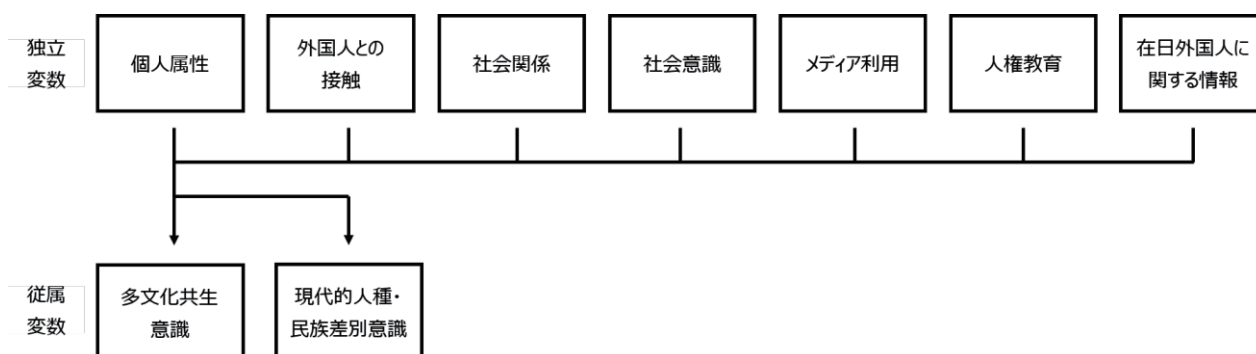 独立
変数
個人属性
外国人との
接触
社会関係
社会意識
メディア利用
人権教育
在日外国人に
関する情報
従属
変数
多文化共生
意識
現代的人種・
民族差別意識